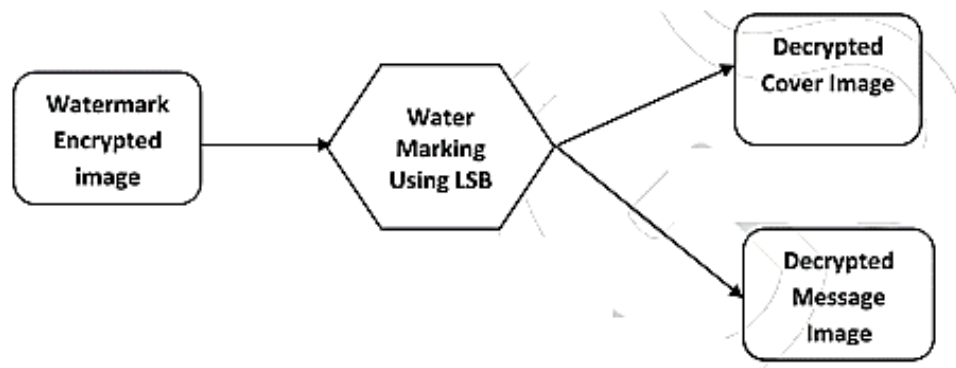 Watermark
Encrypted
image
Water
Marking
Using LSB
Decrypted
Cover Image
Decrypted
Message
Image